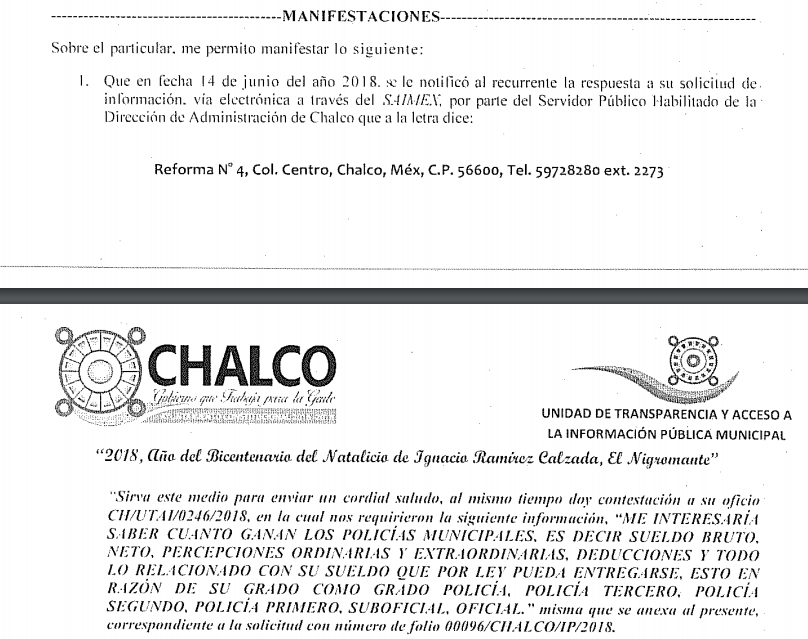 -------------------------------------------MANIFESTACIONES-----------------------------------------------------------
Sobre el particular, me permito manifestar lo siguiente:
1. Que en fecha 14 de junio del año 2018, se le notificó al recurrente la respuesta a su solicitud de
información, vía electrónica a través del SAIMEX, por parte del Servidor Público Habilitado de la
Dirección de Administración de Chalco que a la letra dice:
Reforma N° 4, Col. Centro, Chalco, Méx, C.P. 56600, Tel. 59728280 ext. 2273
CHALCO
Gobierno que Trabaja para la Gente
UNIDAD DE TRANSPARENCIA Y ACCESO A
LA INFORMACIÓN PÚBLICA MUNICIPAL
“2018, Año del Bicentenario del Natalicio de Ignacio Ramírez Calzada, El Nigromante”
“Sirva este medio para enviar un cordial saludo, al mismo tiempo doy contestación a su oficio
CH/UTAI/0246/2018, en la cual nos requirieron la siguiente información, “ME INTERESARÍA
SABER CUANTO GANAN LOS POLICÍAS MUNICIPALES, ES DECIR SUELDO BRUTO,
NETO, PERCEPCIONES ORDINARIAS Y EXTRAORDINARIAS, DEDUCCIONES Y TODO
LO RELACIONADO CON SU SUELDO QUE POR LEY PUEDA ENTREGARSE, ESTO EN
RAZÓN DE SU GRADO COMO GRADO POLICÍA, POLICÍA TERCERO, POLICÍA
SEGUNDO, POLICÍA PRIMERO, SUBOFICIAL, OFICIAL.” misma que se anexa al presente,
correspondiente a la solicitud con número de folio 00096/CHALCO/IP/2018.